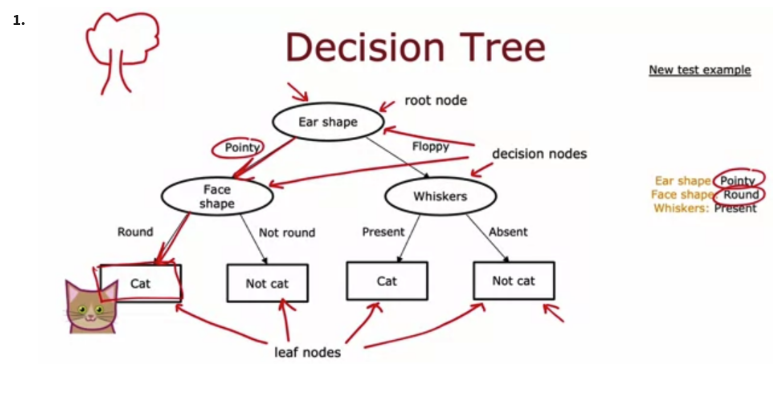 1.
Decision Tree
New test example
root node
Ear shape
Pointy
Floppy
decision nodes
Face
shape
Whiskers
Ear shape: Pointy
Face shape: Round
Whiskers: Present
Round
Not round
Present
Absent
Cat
Not cat
Cat
Not cat
leaf nodes